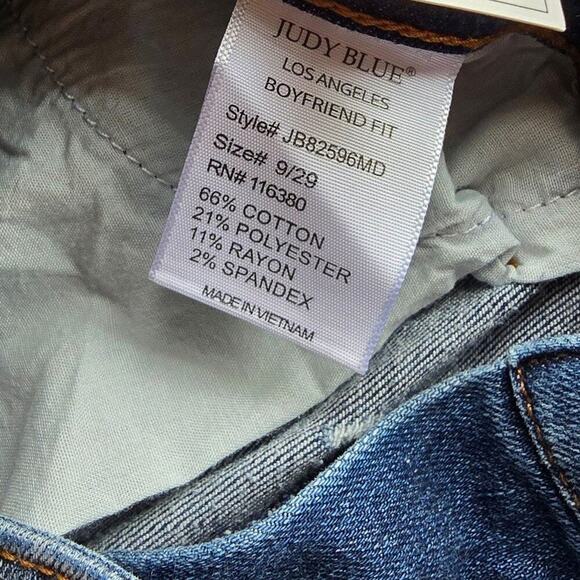 JUDY BLUE®
LOS ANGELES
BOYFRIEND FIT
Style# JB82596MD
Size# 9/29
RN# 116380
66% COTTON
21% POLYESTER
11% RAYON
2% SPANDEX
MADE IN VIETNAM